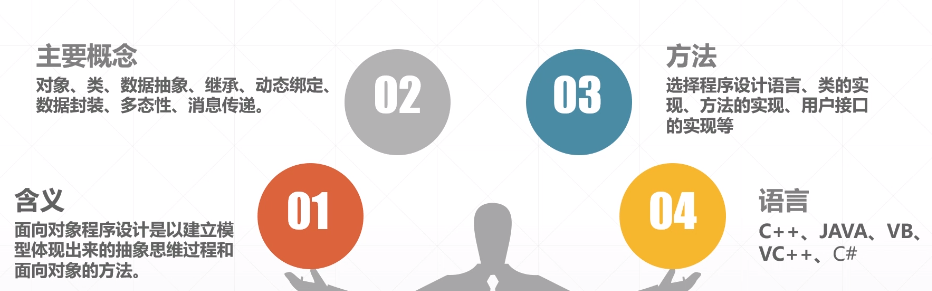 主要概念
对象、类、数据抽象、继承、动态绑定、
数据封装、多态性、消息传递。
02
03
方法
选择程序设计语言、类的实
现、方法的实现、用户接口
的实现等
含义
面向对象程序设计是以建立模
型体现出来的抽象思维过程和
面向对象的方法。
01
04
语言
C++、JAVA、VB、
VC++、C#